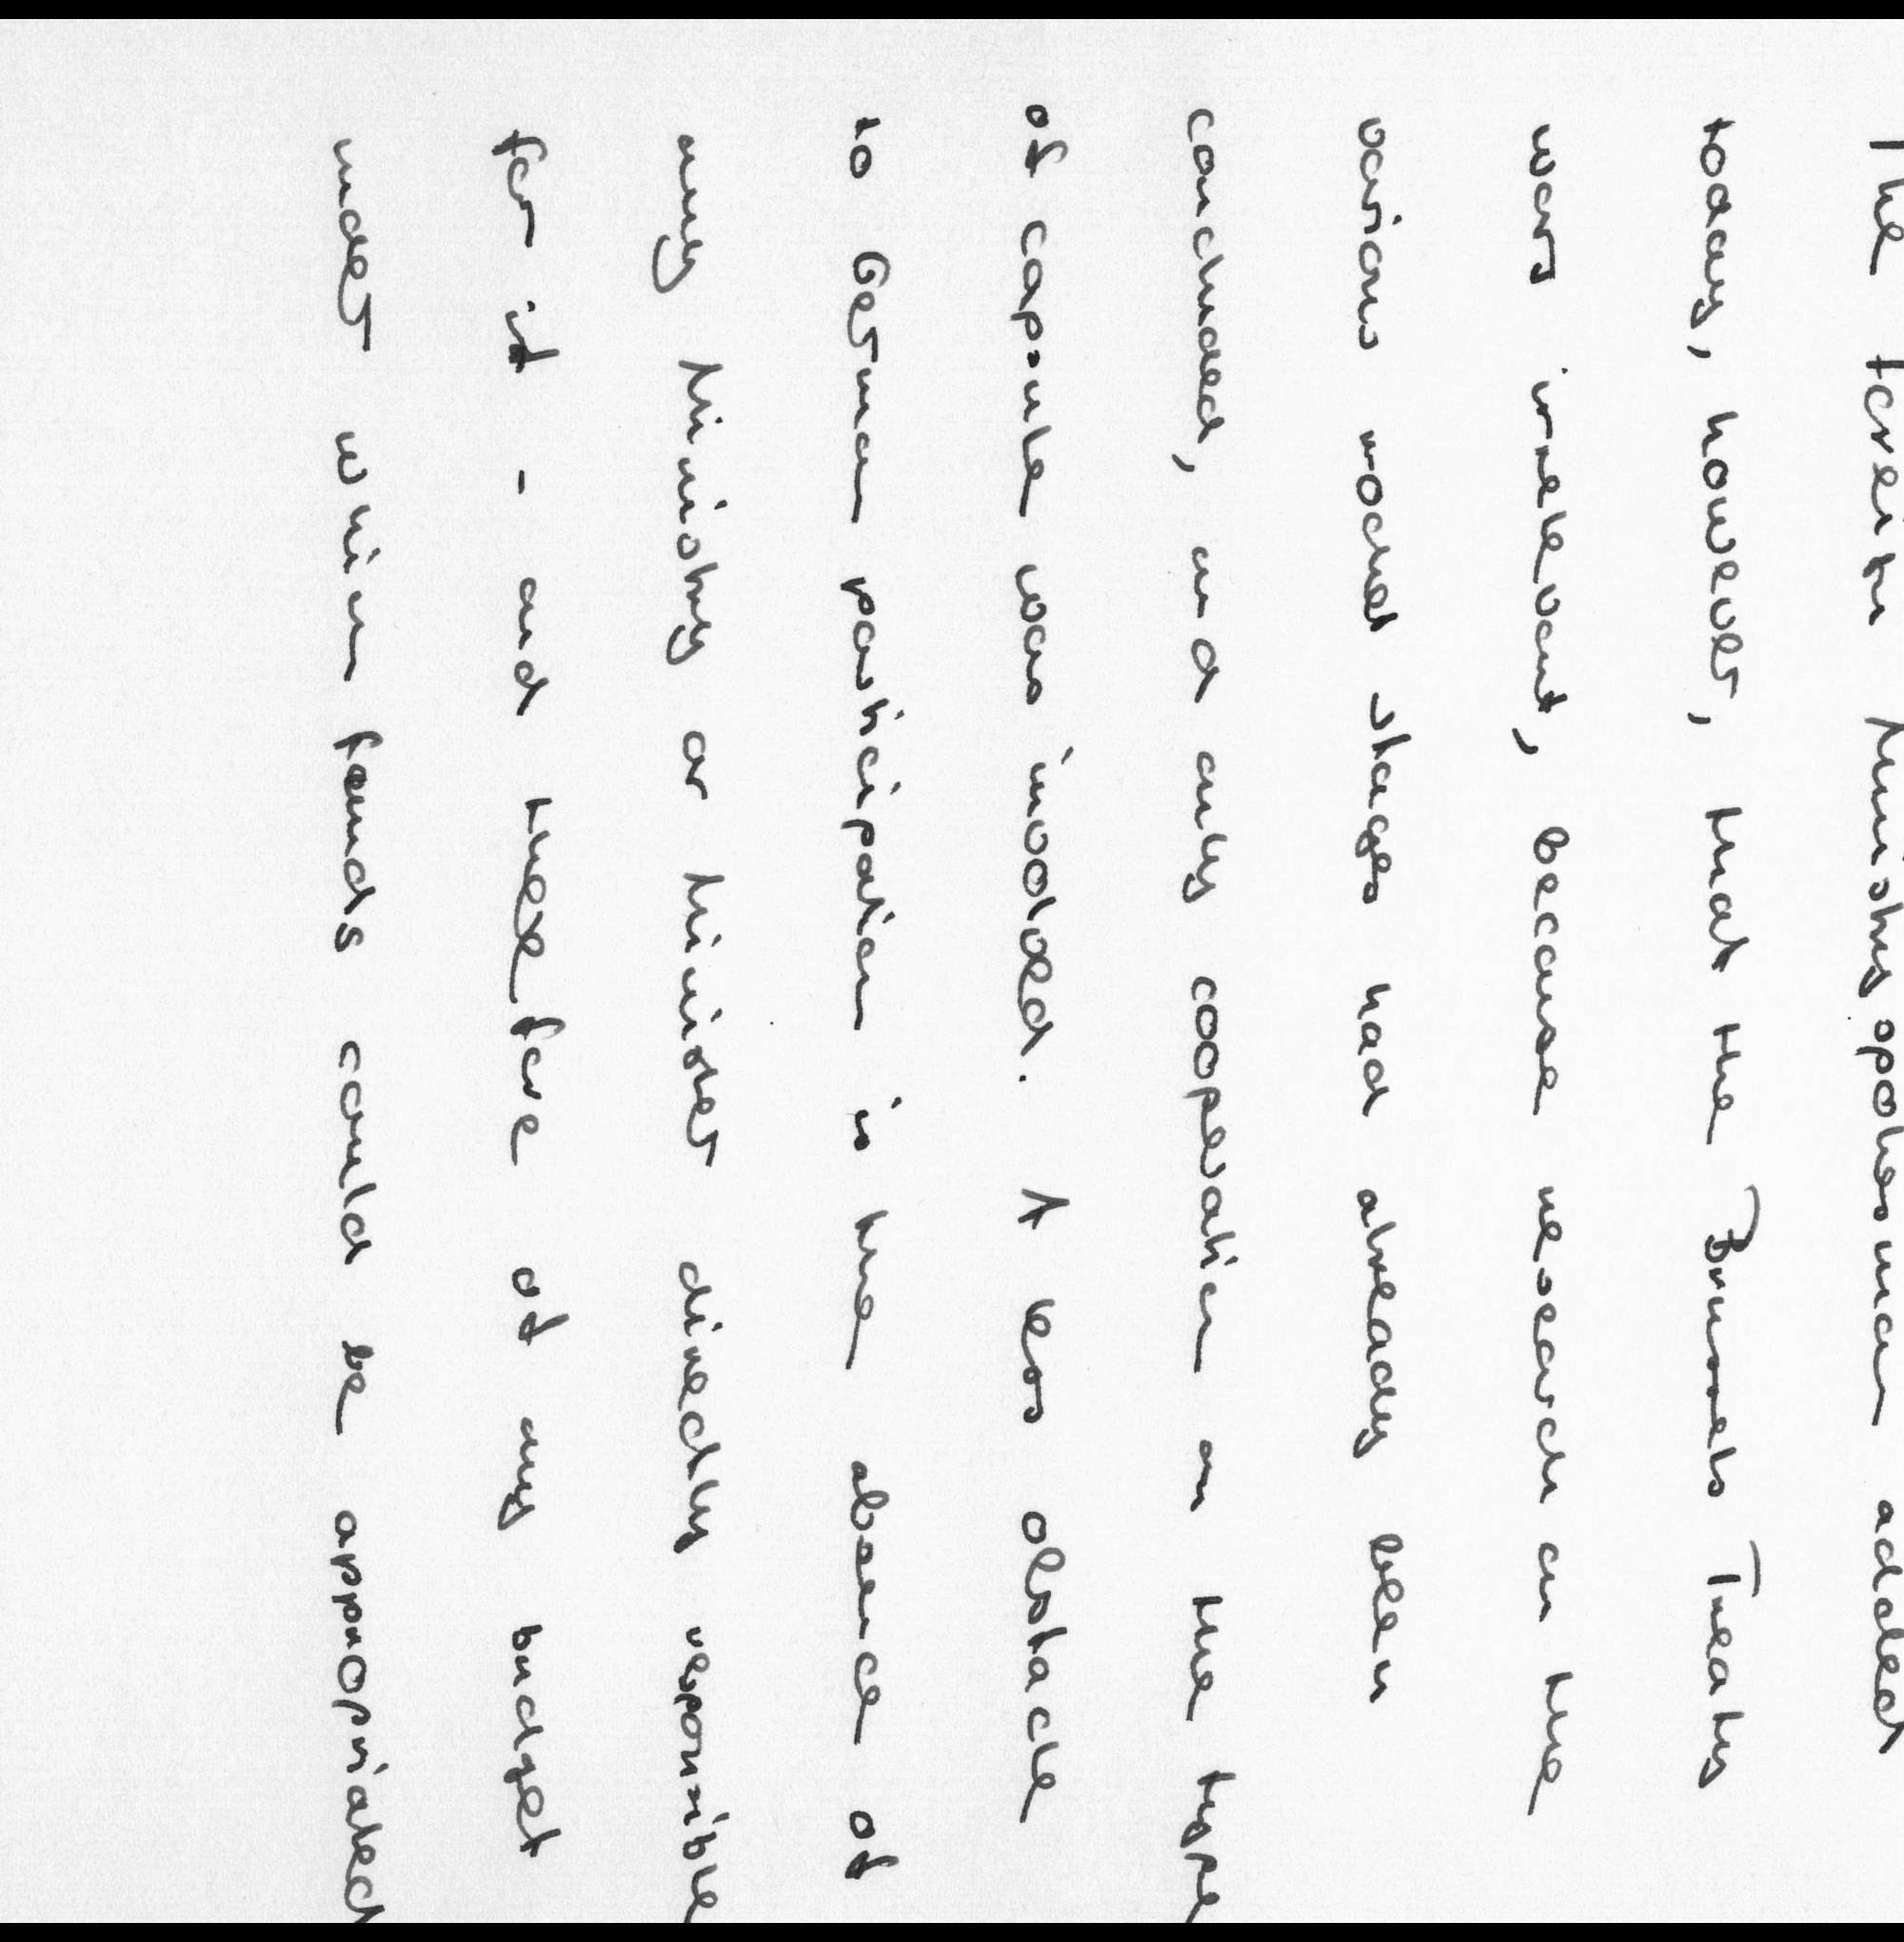 The Foreign Ministry spokesman added
today, however, that the Brussels Treaty
was irrelevant, because research on the
various rocket stages had already been
concluded, and only cooperation on the type
of capsule was involved. A less obstacle
to German participation is the absence of
any Ministry or Minister directly responsible
for it - and therefore of any budget
under which funds could be appropriated